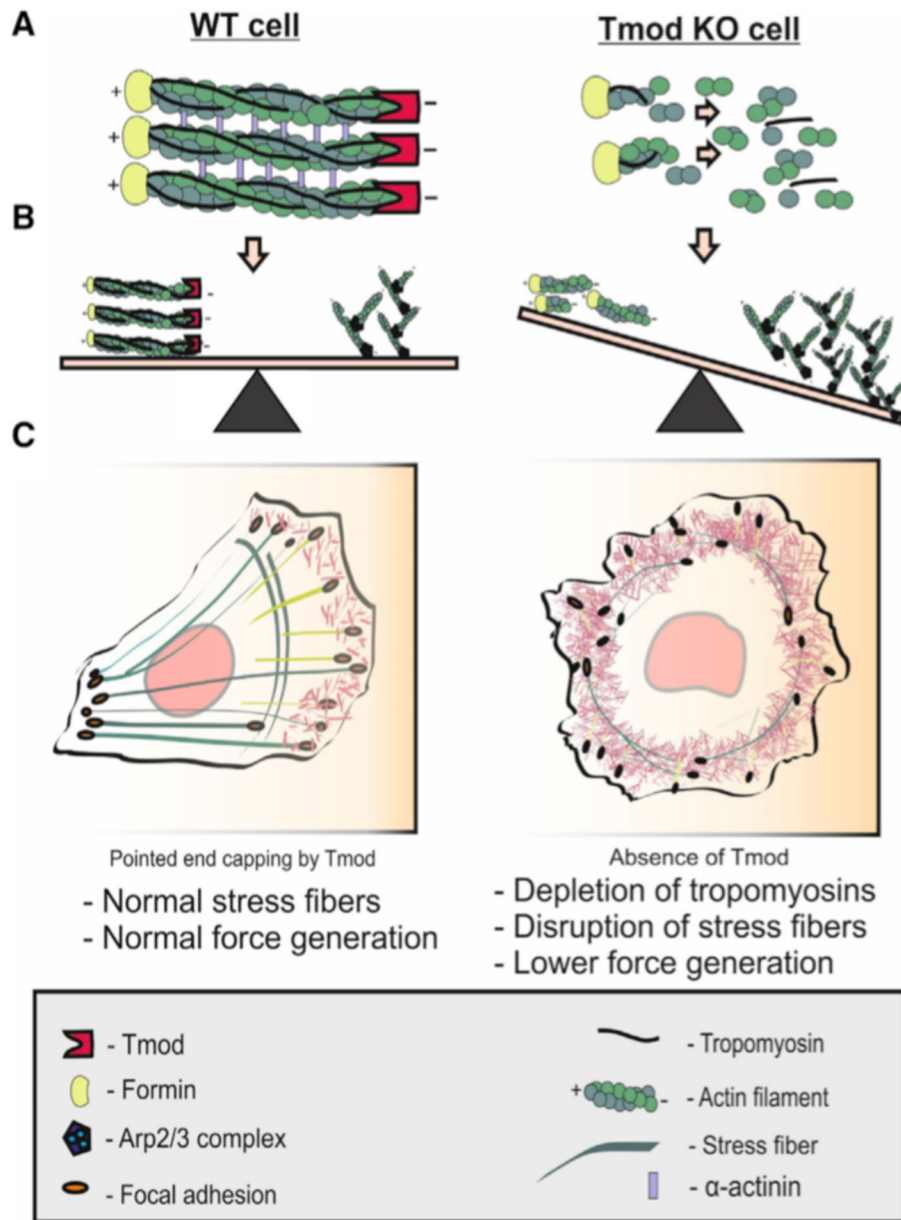 A
WT cell
Tmod KO cell
+ -
+ -
+ -
B
+ -
+ -
+ -
+ -
+ -
+ -
C
Pointed end capping by Tmod
- Normal stress fibers
- Normal force generation
Absence of Tmod
- Depletion of tropomyosins
- Disruption of stress fibers
- Lower force generation
- Tmod
- Formin
- Arp2/3 complex
- Focal adhesion
- Tropomyosin
+ - - Actin filament
- Stress fiber
- α-actinin